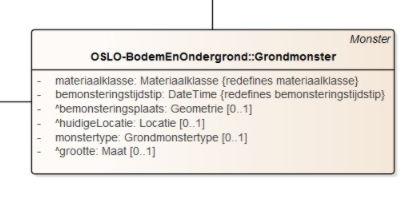 Monster
OSLO-BodemEnOndergrond::Grondmonster
- materiaalklasse: Materiaalklasse {redefines materiaalklasse}
- bemonsteringstijdstip: DateTime {redefines bemonsteringstijdstip}
- ^bemonsteringsplaats: Geometrie [0..1]
- ^huidigeLocatie: Locatie [0..1]
- monstertype: Grondmonstertype [0..1]
- ^grootte: Maat [0..1]